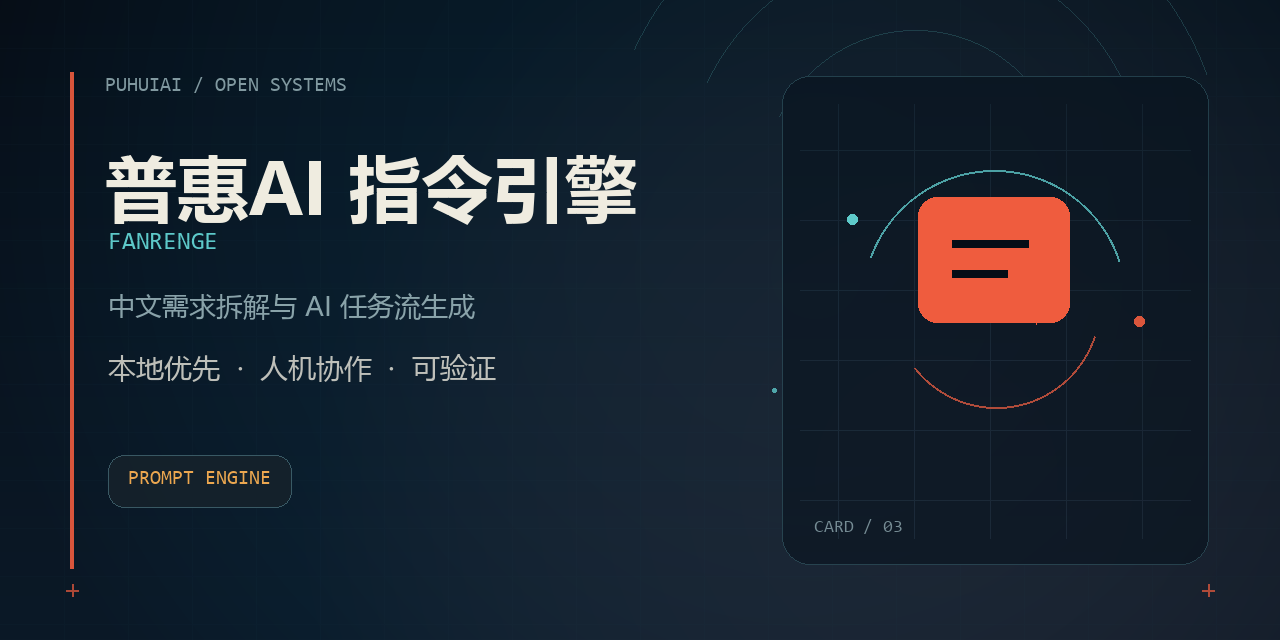 PUHUIAI / OPEN SYSTEMS
普惠AI 指令引擎
FANRENGE
中文需求拆解与 AI 任务流生成
本地优先 · 人机协作 · 可验证
PROMPT ENGINE
CARD / 03